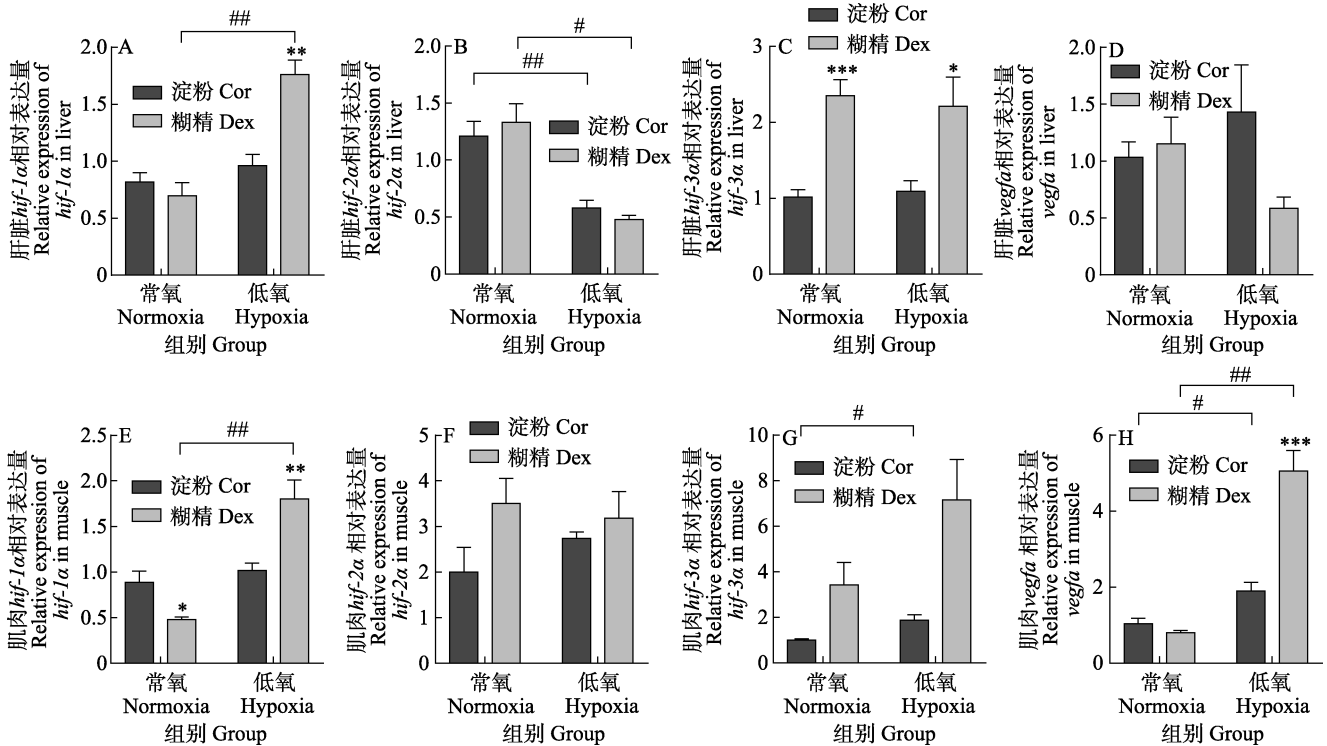 A
##
**
肝脏hif-1α相对表达量
Relative expression of
hif-1α in liver
2.0
1.5
1.0
0.5
0
淀粉 Cor
糊精 Dex
常氧
Normoxia
低氧
Hypoxia
组别 Group
B
#
##
肝脏hif-2α相对表达量
Relative expression of
hif-2α in liver
2.0
1.5
1.0
0.5
0
淀粉 Cor
糊精 Dex
常氧
Normoxia
低氧
Hypoxia
组别 Group
C
淀粉 Cor
糊精 Dex
***
*
肝脏hif-3α相对表达量
Relative expression of
hif-3α in liver
3
2
1
0
常氧
Normoxia
低氧
Hypoxia
组别 Group
D
肝脏vegfa相对表达量
Relative expression of
vegfa in liver
2.0
1.5
1.0
0.5
0
淀粉 Cor
糊精 Dex
常氧
Normoxia
低氧
Hypoxia
组别 Group
E
##
**
*
肌肉hif-1α相对表达量
Relative expression of
hif-1α in muscle
2.5
2.0
1.5
1.0
0.5
0
淀粉 Cor
糊精 Dex
常氧
Normoxia
低氧
Hypoxia
组别 Group
F
淀粉 Cor
糊精 Dex
肌肉hif-2α 相对表达量
Relative expression of
hif-2α in muscle
5
4
3
2
1
0
常氧
Normoxia
低氧
Hypoxia
组别 Group
G
#
肌肉hif-3α 相对表达量
Relative expression of
hif-3α in muscle
10
8
6
4
2
0
淀粉 Cor
糊精 Dex
常氧
Normoxia
低氧
Hypoxia
组别 Group
H
##
#
***
肌肉vegfa 相对表达量
Relative expression of
vegfa in muscle
6
4
2
0
淀粉 Cor
糊精 Dex
常氧
Normoxia
低氧
Hypoxia
组别 Group